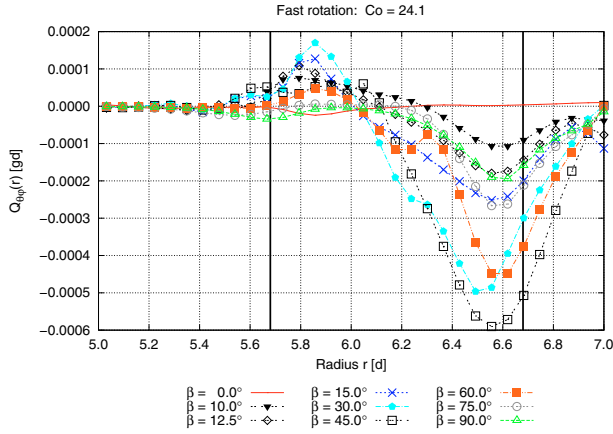 Fast rotation: Co = 24.1
0.0002
0.0001
0.0000
−0.0001
−0.0002
−0.0003
−0.0004
−0.0005
−0.0006
Qθφ(r) [gd]
5.0 5.2 5.4 5.6 5.8 6.0 6.2 6.4 6.6 6.8 7.0
Radius r [d]
β = 0.0° β = 15.0° β = 60.0°
β = 10.0° β = 30.0° β = 75.0°
β = 12.5° β = 45.0° β = 90.0°